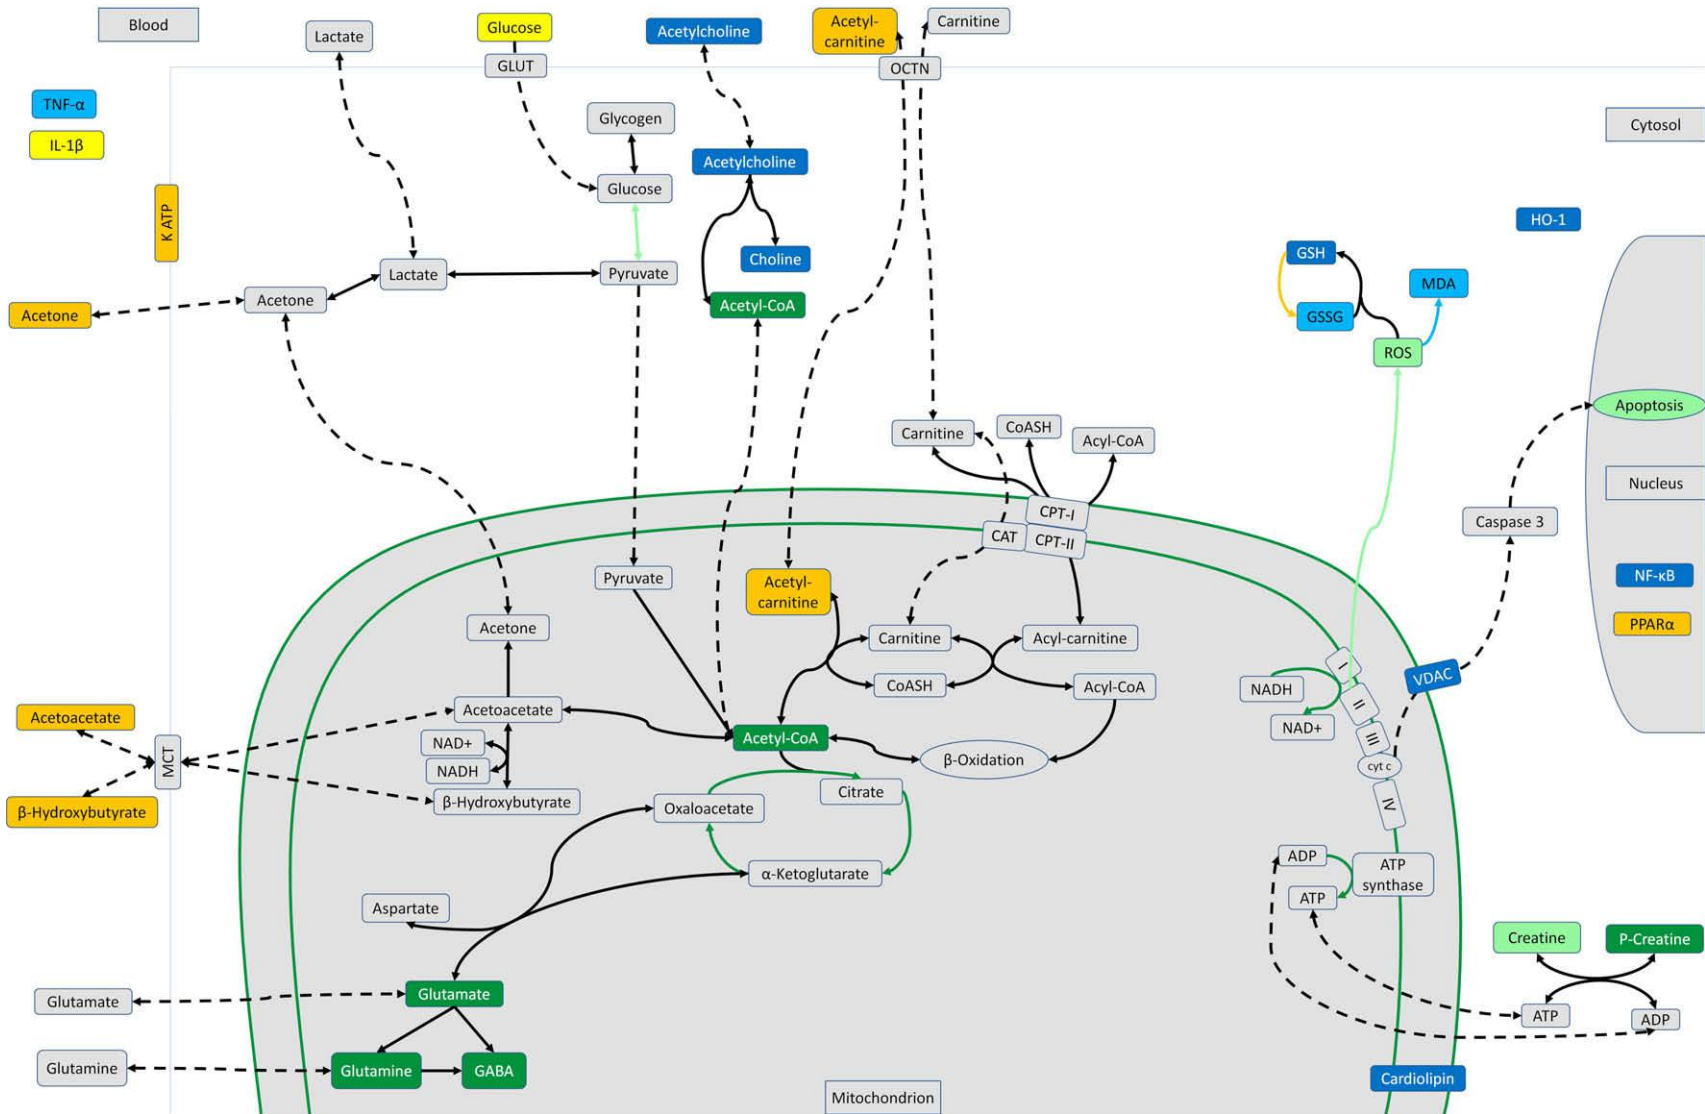 Blood
Lactate
Glucose
GLUT
Acetylcholine
Acetyl-
carnitine
Carnitine
OCTN
TNF-α
IL-1β
Glycogen
Cytosol
Acetylcholine
Glucose
K ATP
HO-1
Choline
GSH
Lactate
Pyruvate
MDA
Acetone
Acetone
Acetyl-CoA
GSSG
ROS
Apoptosis
Carnitine
CoASH
Acyl-CoA
Nucleus
CPT-I
CAT
CPT-II
Caspase 3
Pyruvate
Acetyl-
carnitine
NF-κB
Acetone
Carnitine
Acyl-carnitine
PPARα
I
VDAC
CoASH
Acyl-CoA
NADH
II
Acetoacetate
Acetoacetate
NAD+
Acetyl-CoA
NAD+
III
MCT
NADH
β-Oxidation
cyt c
β-Hydroxybutyrate
β-Hydroxybutyrate
Oxaloacetate
Citrate
IV
ADP
ATP
synthase
α-Ketoglutarate
ATP
Aspartate
Creatine
P-Creatine
Glutamate
Glutamate
ATP
ADP
Glutamine
Glutamine
GABA
Cardiolipin
Mitochondrion